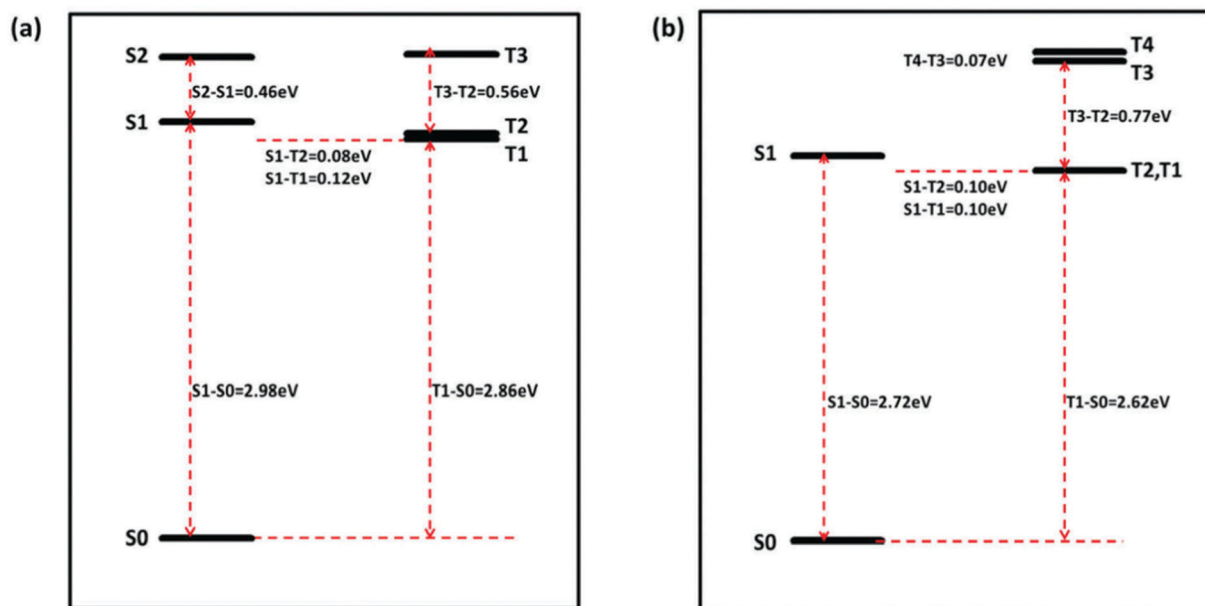 (a)
S2
T3
S2-S1=0.46eV
T3-T2=0.56eV
S1
T2
T1
S1-T2=0.08eV
S1-T1=0.12eV
S1-S0=2.98eV
T1-S0=2.86eV
S0
(b)
T4
T4-T3=0.07eV
T3
T3-T2=0.77eV
S1
T2,T1
S1-T2=0.10eV
S1-T1=0.10eV
S1-S0=2.72eV
T1-S0=2.62eV
S0